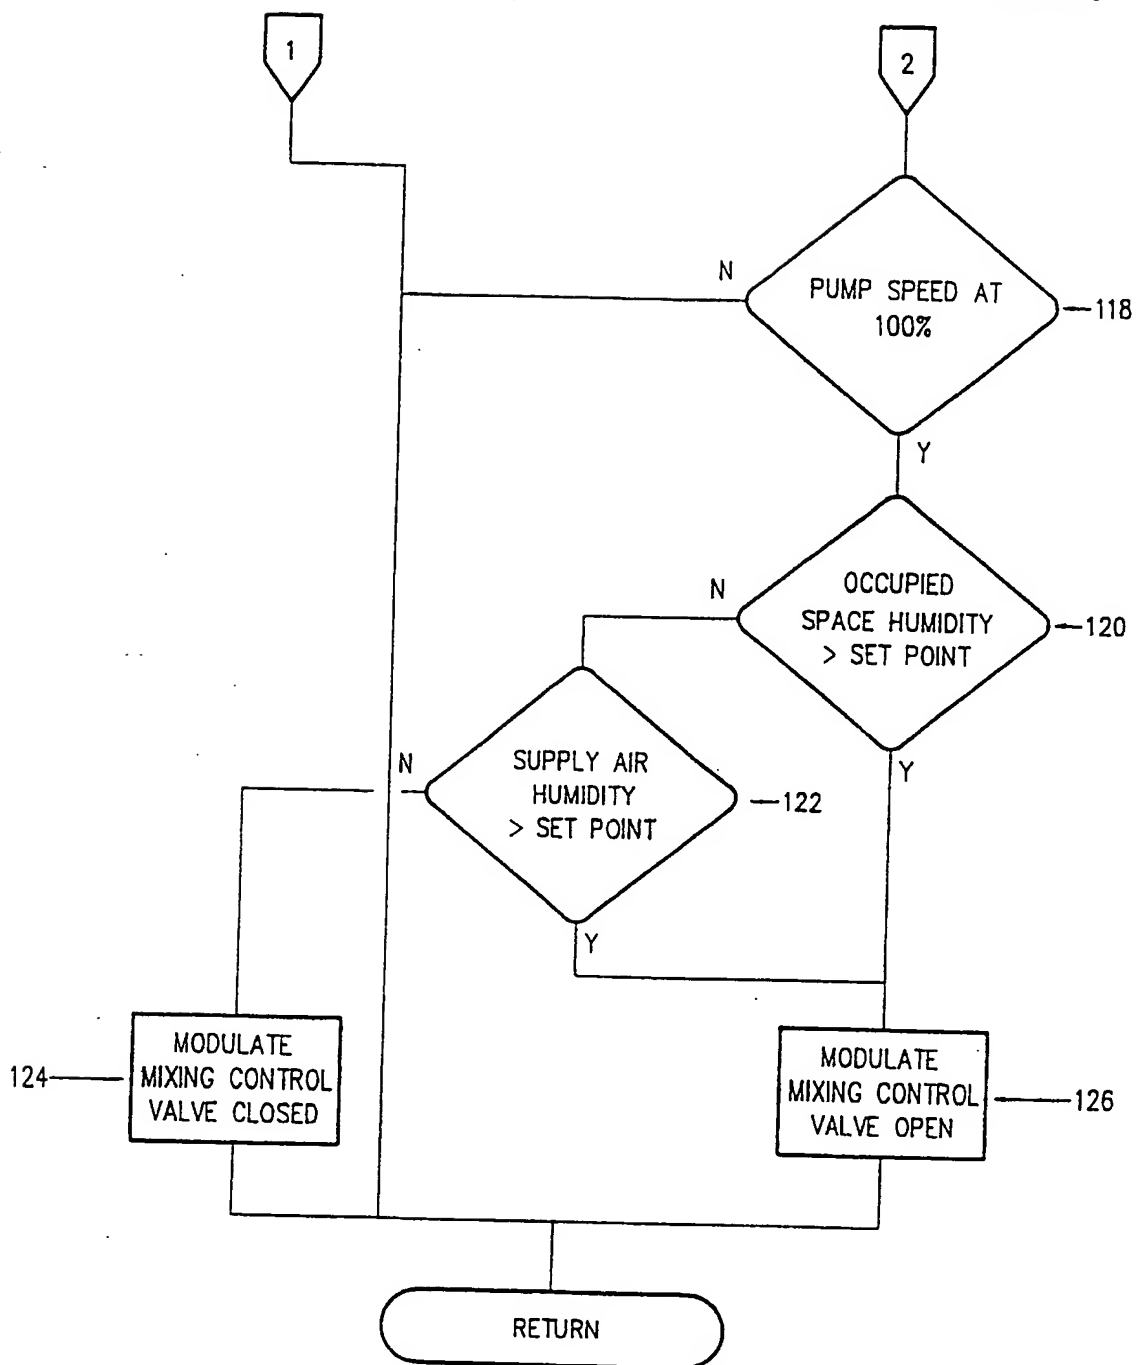 1
2
N
PUMP SPEED AT
100%
118
Y
N
OCCUPIED
SPACE HUMIDITY
> SET POINT
120
Y
N
SUPPLY AIR
HUMIDITY
> SET POINT
122
Y
124
MODULATE
MIXING CONTROL
VALVE CLOSED
MODULATE
MIXING CONTROL
VALVE OPEN
126
RETURN